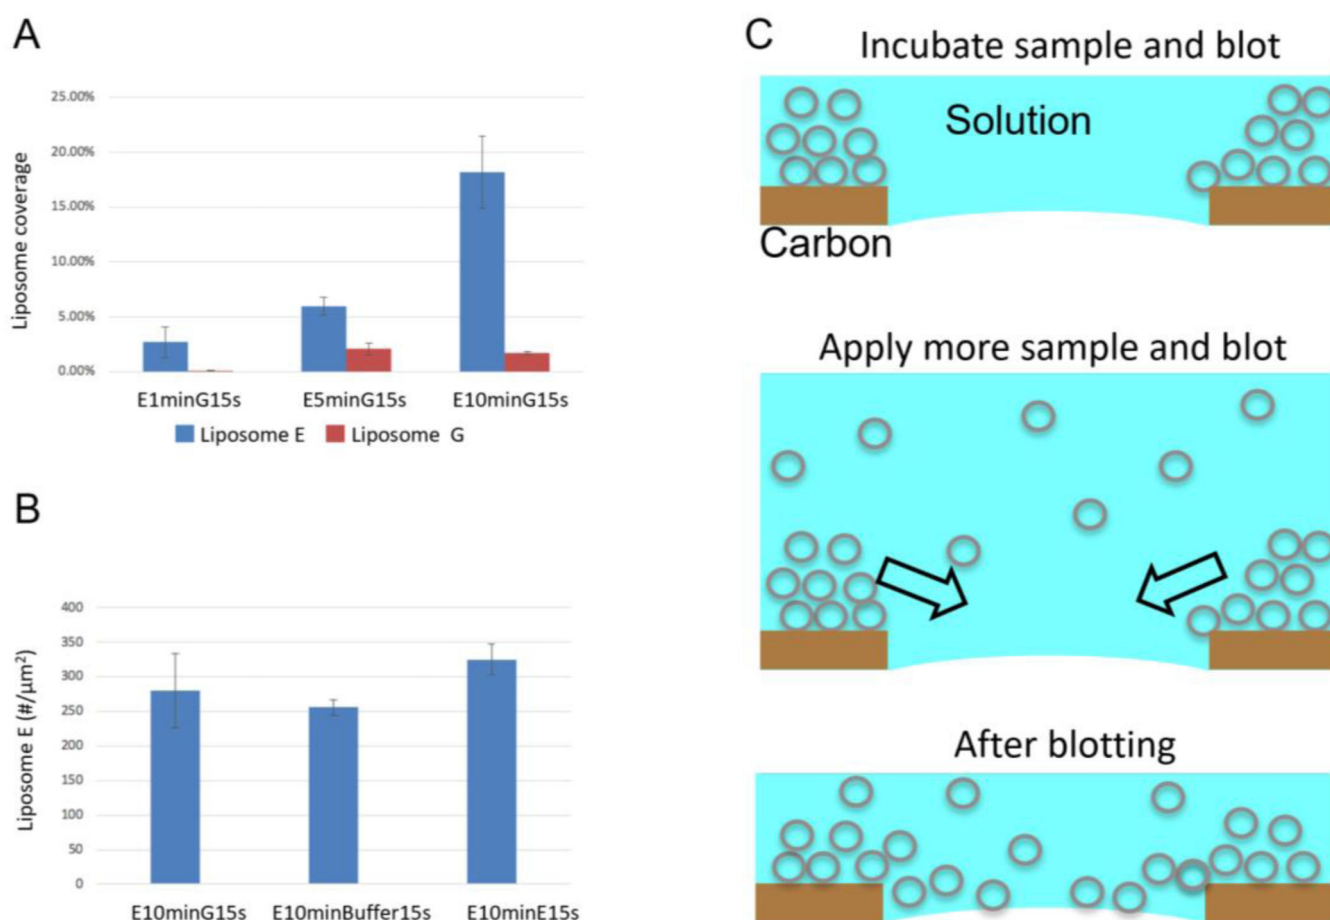 A
25.00%
20.00%
15.00%
10.00%
5.00%
0.00%
Liposome coverage
E1minG15s E5minG15s E10minG15s
Liposome E Liposome G
B
400
350
300
250
200
150
100
50
0
Liposome E (#/µm²)
E10minG15s E10minBuffer15s E10minE15s
C
Incubate sample and blot
Solution
Carbon
Apply more sample and blot
After blotting